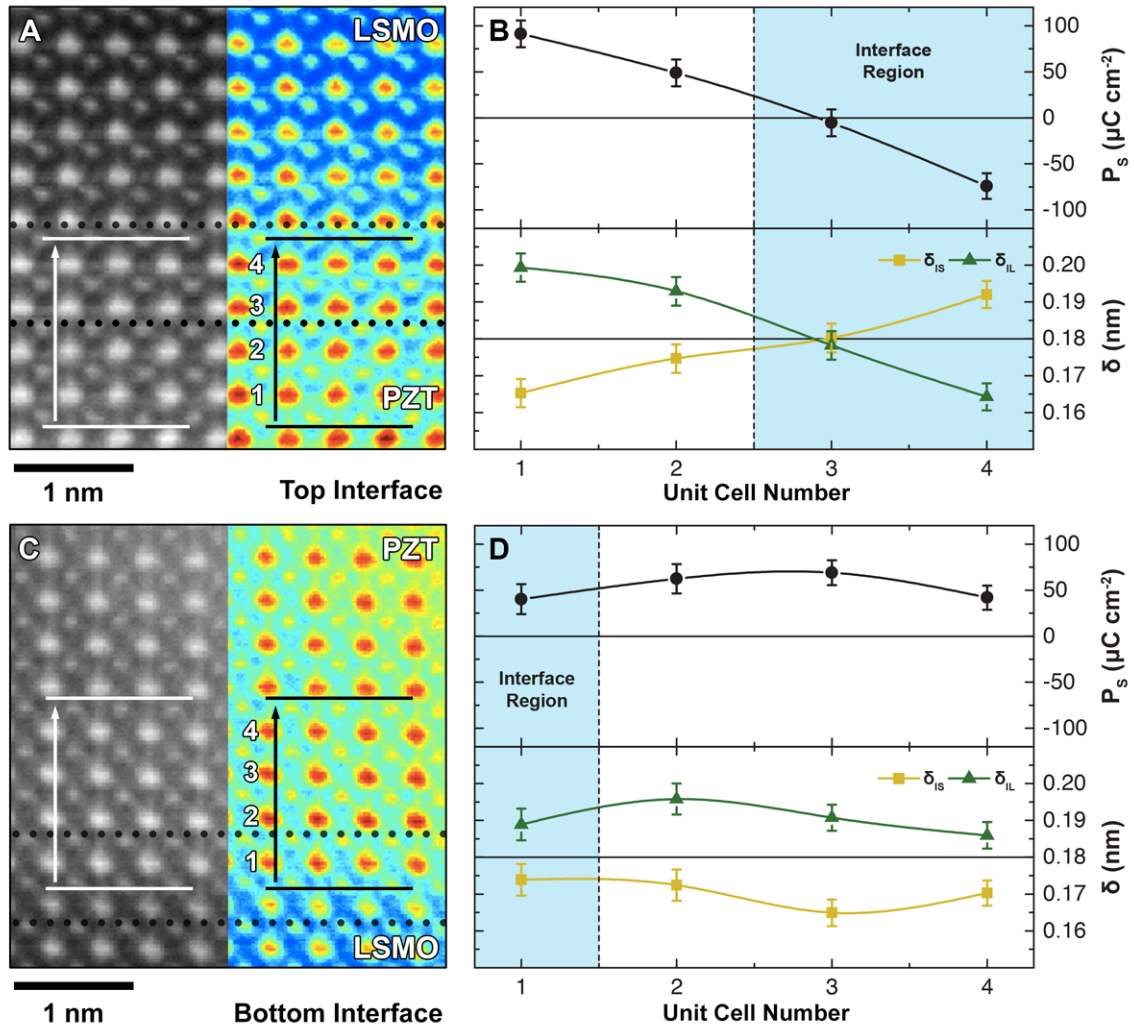 A
LSMO
4
3
2
1
PZT
1 nm
Top Interface
B
Interface
Region
100
50
0
-50
-100
P_S (μC cm⁻²)
δ_IS δ_IL
0.20
0.19
0.18
0.17
0.16
δ (nm)
1 2 3 4
Unit Cell Number
C
PZT
4
3
2
1
LSMO
1 nm
Bottom Interface
D
Interface
Region
100
50
0
-50
-100
P_S (μC cm⁻²)
δ_IS δ_IL
0.20
0.19
0.18
0.17
0.16
δ (nm)
1 2 3 4
Unit Cell Number